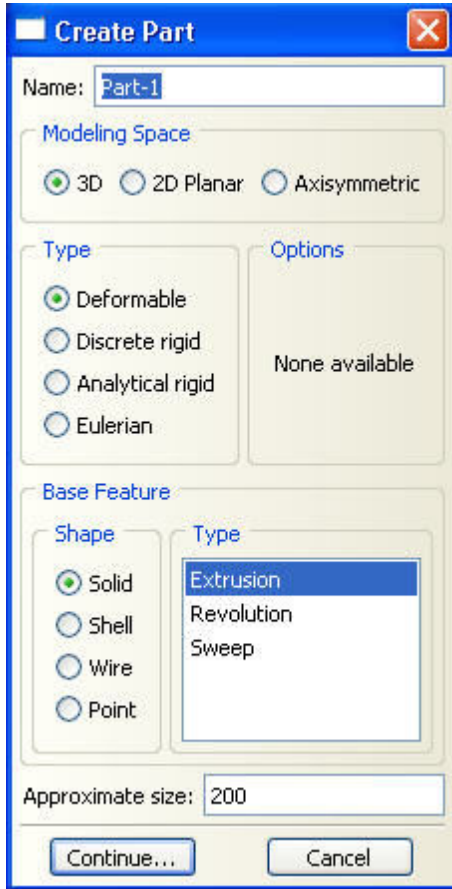 Create Part
Name: Part-1
Modeling Space
3D 2D Planar Axisymmetric
Type
Deformable
Discrete rigid
Analytical rigid
Eulerian
Options
None available
Base Feature
Shape
Solid
Shell
Wire
Point
Type
Extrusion
Revolution
Sweep
Approximate size: 200
Continue... Cancel